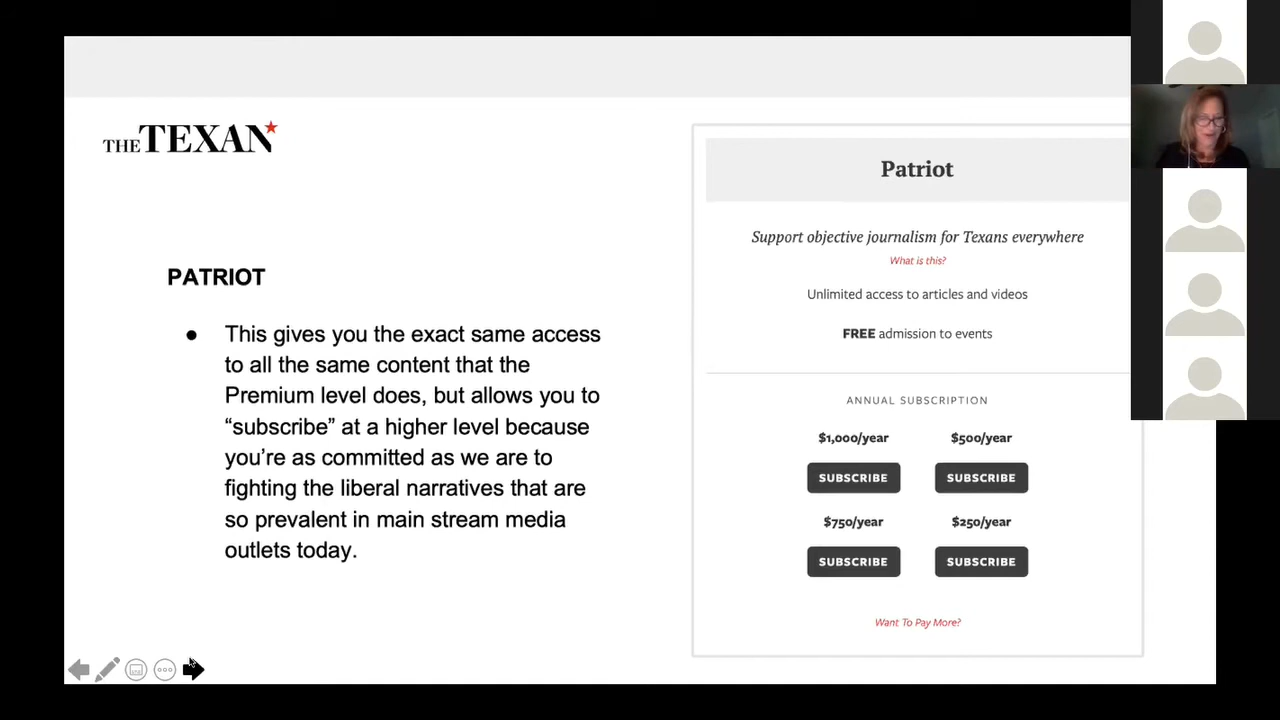 THE TEXAN
PATRIOT
● This gives you the exact same access
to all the same content that the
Premium level does, but allows you to
“subscribe” at a higher level because
you’re as committed as we are to
fighting the liberal narratives that are
so prevalent in main stream media
outlets today.
Patriot
Support objective journalism for Texans everywhere
What is this?
Unlimited access to articles and videos
FREE admission to events
ANNUAL SUBSCRIPTION
$1,000/year $500/year
SUBSCRIBE SUBSCRIBE
$750/year $250/year
SUBSCRIBE SUBSCRIBE
Want To Pay More?